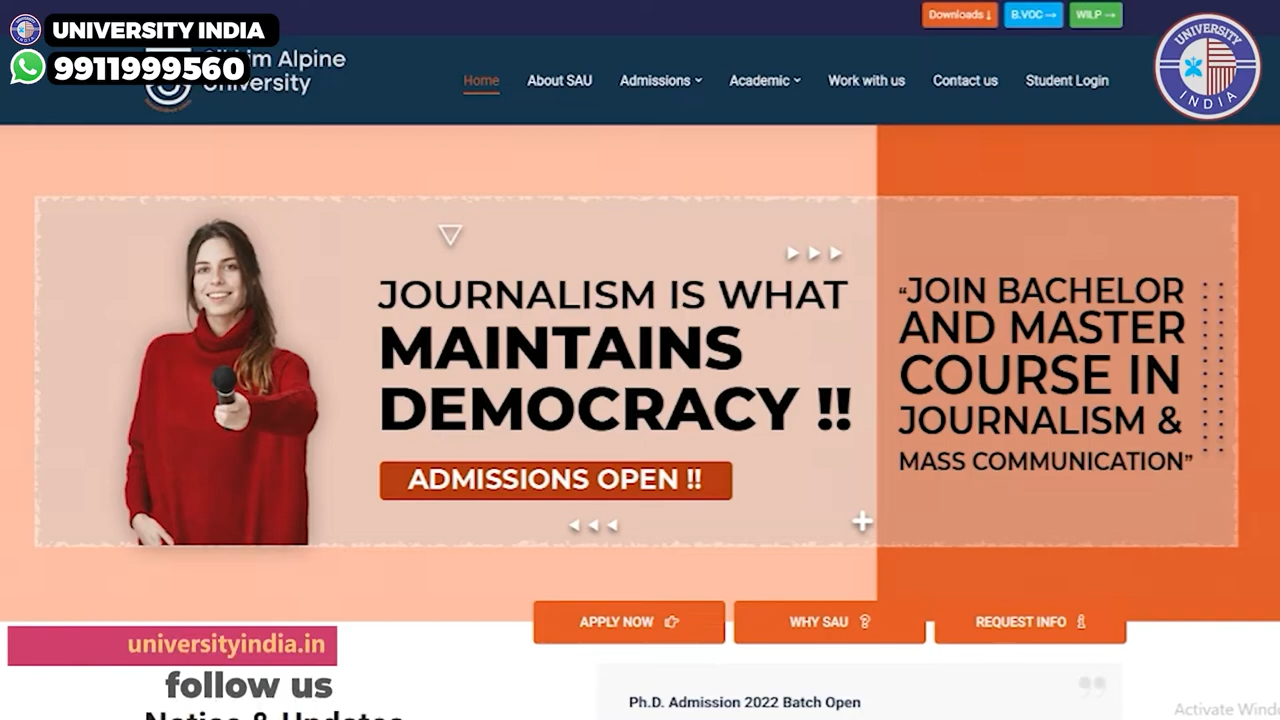 UNIVERSITY INDIA
9911999560
Alpine
University
Downloads
B.VOC →
WILP →
Home
About SAU
Admissions
Academic
Work with us
Contact us
Student Login
UNIVERSITY
INDIA
JOURNALISM IS WHAT
MAINTAINS
DEMOCRACY !!
ADMISSIONS OPEN !!
“JOIN BACHELOR
AND MASTER
COURSE IN
JOURNALISM &
MASS COMMUNICATION”
APPLY NOW
WHY SAU
REQUEST INFO
universityindia.in
follow us
Notice & Updates
Ph.D. Admission 2022 Batch Open
Activate